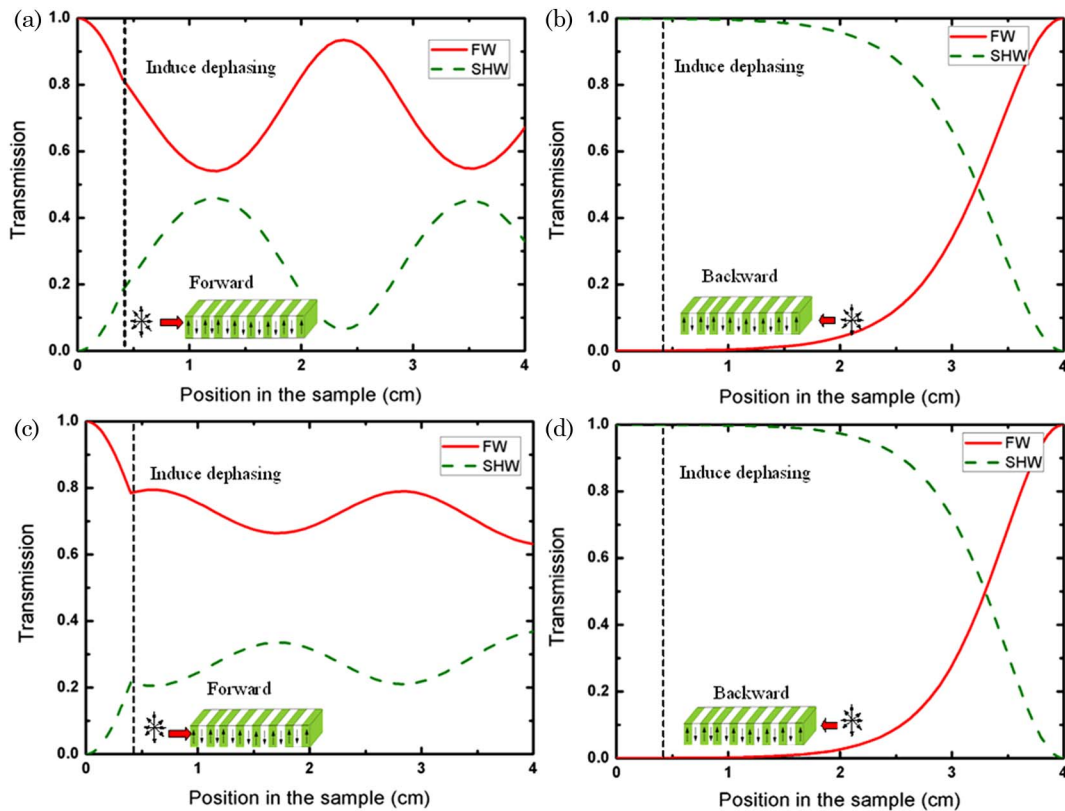 (a)
1.0
0.8
0.6
0.4
0.2
0.0
Transmission
FW
SHW
Induce dephasing
Forward
0 1 2 3 4
Position in the sample (cm)
(b)
1.0
0.8
0.6
0.4
0.2
0.0
Transmission
FW
SHW
Induce dephasing
Backward
0 1 2 3 4
Position in the sample (cm)
(c)
1.0
0.8
0.6
0.4
0.2
0.0
Transmission
FW
SHW
Induce dephasing
Forward
0 1 2 3 4
Position in the sample (cm)
(d)
1.0
0.8
0.6
0.4
0.2
0.0
Transmission
FW
SHW
Induce dephasing
Backward
0 1 2 3 4
Position in the sample (cm)